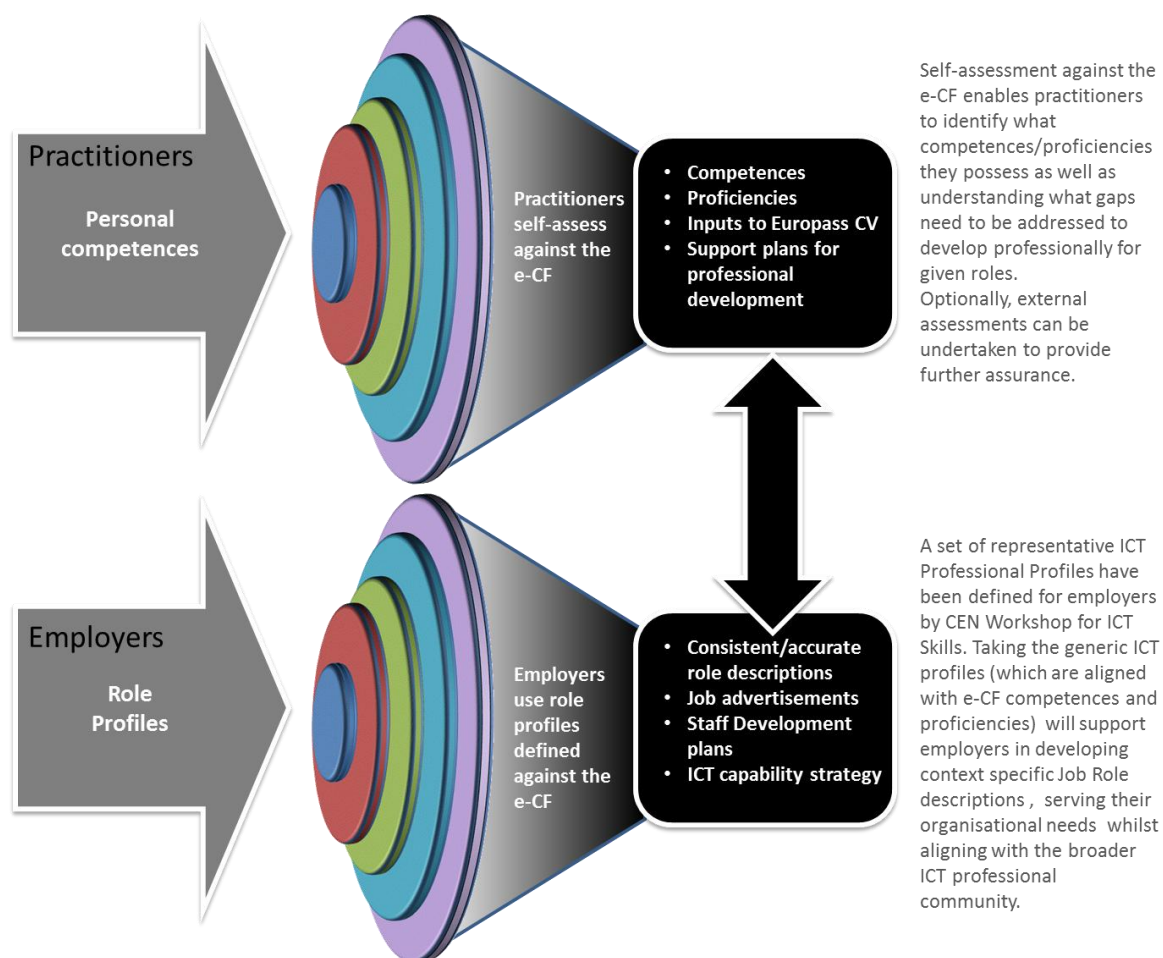 Practitioners
Personal
competences
Practitioners
self-assess
against the
e-CF
• Competences
• Proficiencies
• Inputs to Europass CV
• Support plans for
professional
development
Self-assessment against the
e-CF enables practitioners
to identify what
competences/proficiencies
they possess as well as
understanding what gaps
need to be addressed to
develop professionally for
given roles.
Optionally, external
assessments can be
undertaken to provide
further assurance.
Employers
Role
Profiles
Employers
use role
profiles
defined
against the
e-CF
• Consistent/accurate
role descriptions
• Job advertisements
• Staff Development
plans
• ICT capability strategy
A set of representative ICT
Professional Profiles have
been defined for employers
by CEN Workshop for ICT
Skills. Taking the generic ICT
profiles (which are aligned
with e-CF competences and
proficiencies) will support
employers in developing
context specific Job Role
descriptions , serving their
organisational needs whilst
aligning with the broader
ICT professional
community.